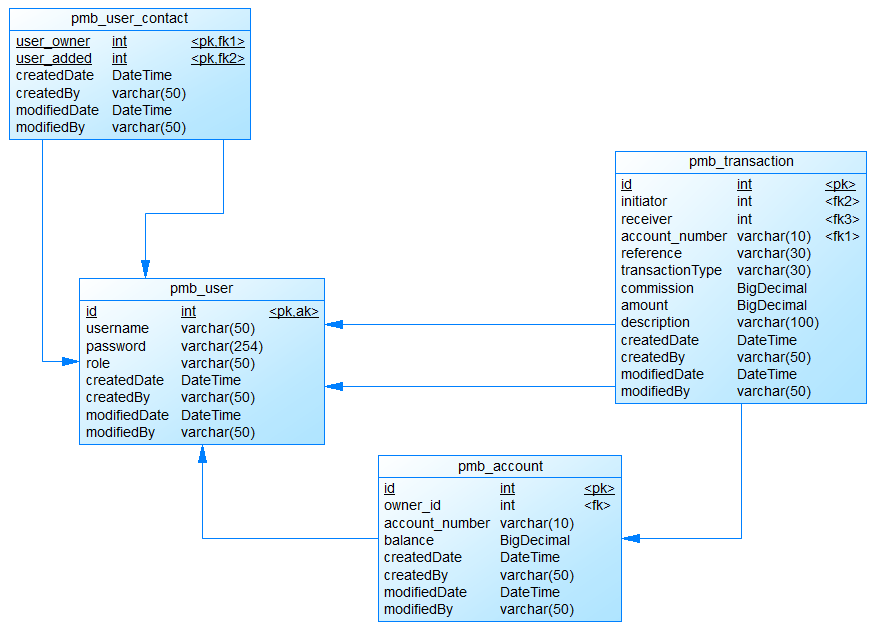 pmb_user_contact
user_owner int <pk,fk1>
user_added int <pk,fk2>
createdDate DateTime
createdBy varchar(50)
modifiedDate DateTime
modifiedBy varchar(50)
pmb_transaction
id int <pk>
initiator int <fk2>
receiver int <fk3>
account_number varchar(10) <fk1>
reference varchar(30)
transactionType varchar(30)
commission BigDecimal
amount BigDecimal
description varchar(100)
createdDate DateTime
createdBy varchar(50)
modifiedDate DateTime
modifiedBy varchar(50)
pmb_user
id int <pk,ak>
username varchar(50)
password varchar(254)
role varchar(50)
createdDate DateTime
createdBy varchar(50)
modifiedDate DateTime
modifiedBy varchar(50)
pmb_account
id int <pk>
owner_id int <fk>
account_number varchar(10)
balance BigDecimal
createdDate DateTime
createdBy varchar(50)
modifiedDate DateTime
modifiedBy varchar(50)